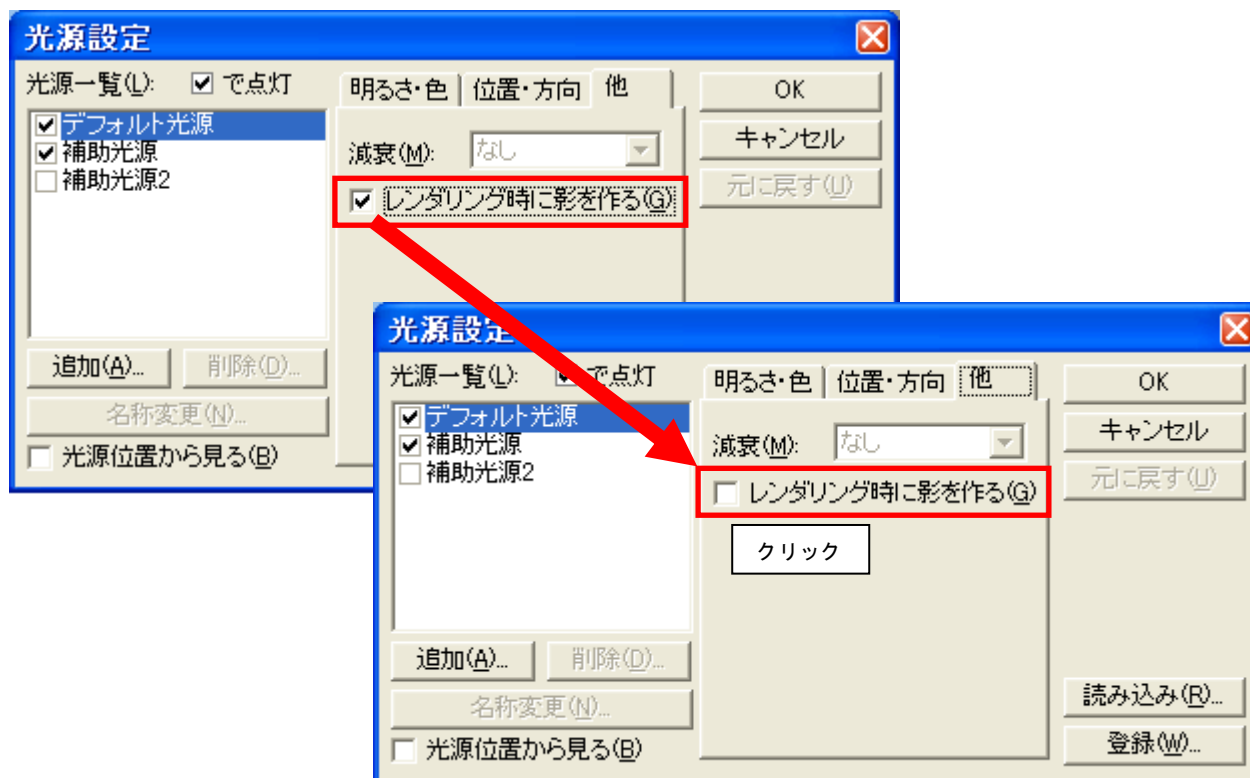 光源設定
光源一覧(L): で点灯
明るさ・色 位置・方向 他
OK
デフォルト光源
補助光源
補助光源2
減衰(M): なし
キャンセル
レンダリング時に影を作る(G)
元に戻す(U)
追加(A)... 削除(D)...
名称変更(N)...
光源位置から見る(B)
光源設定
光源一覧(L): で点灯
明るさ・色 位置・方向 他
OK
デフォルト光源
補助光源
補助光源2
減衰(M): なし
キャンセル
レンダリング時に影を作る(G)
元に戻す(U)
クリック
追加(A)... 削除(D)...
名称変更(N)...
光源位置から見る(B)
読み込み(R)...
登録(W)...